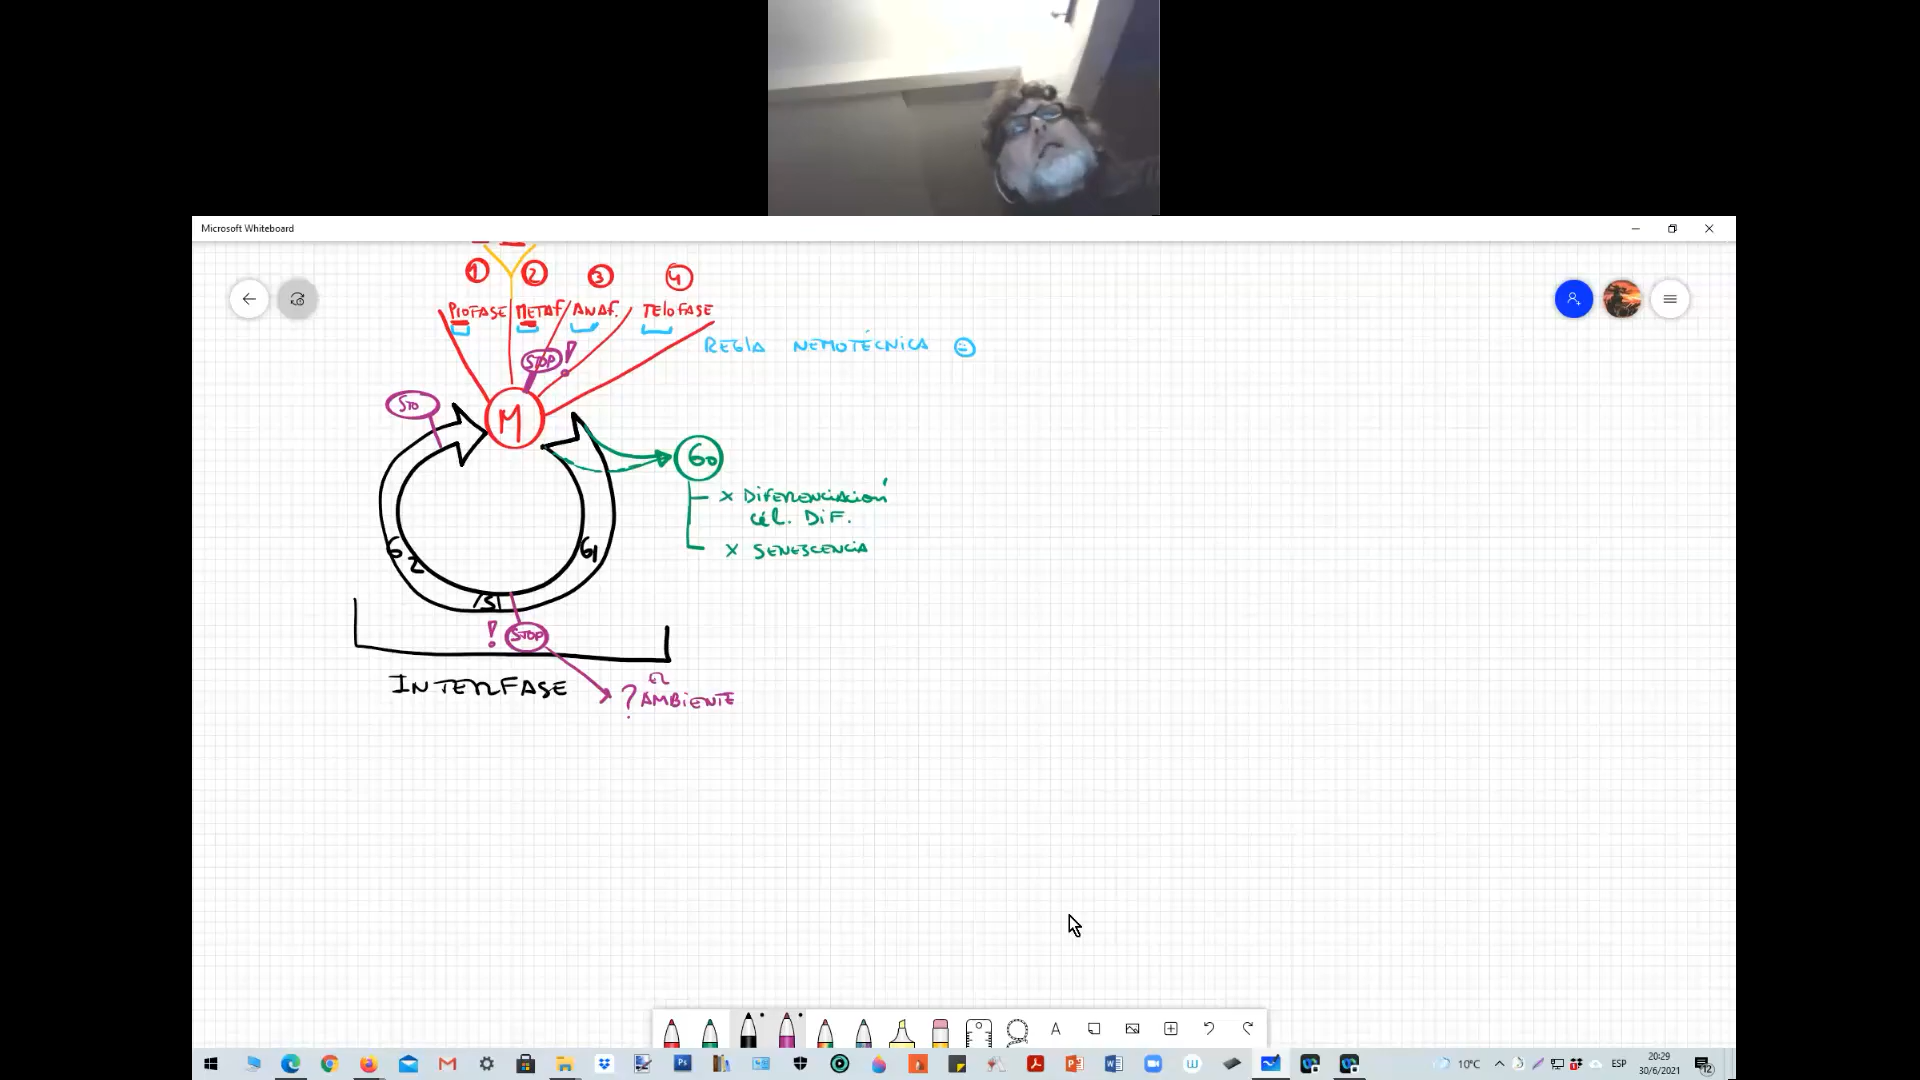 Microsoft Whiteboard
1 2 3 4
PROFASE METAF ANAF. TELOFASE
REGLA NEMOTÉCNICA
STOP!
STO
M
G0
x DIFERENCIACIÓN
CÉL. DIF.
x SENESCENCIA
G2 G1
S
! STOP
INTERFASE
? AMBIENTE
A
10°C
ESP
20:29
30/6/2021
12